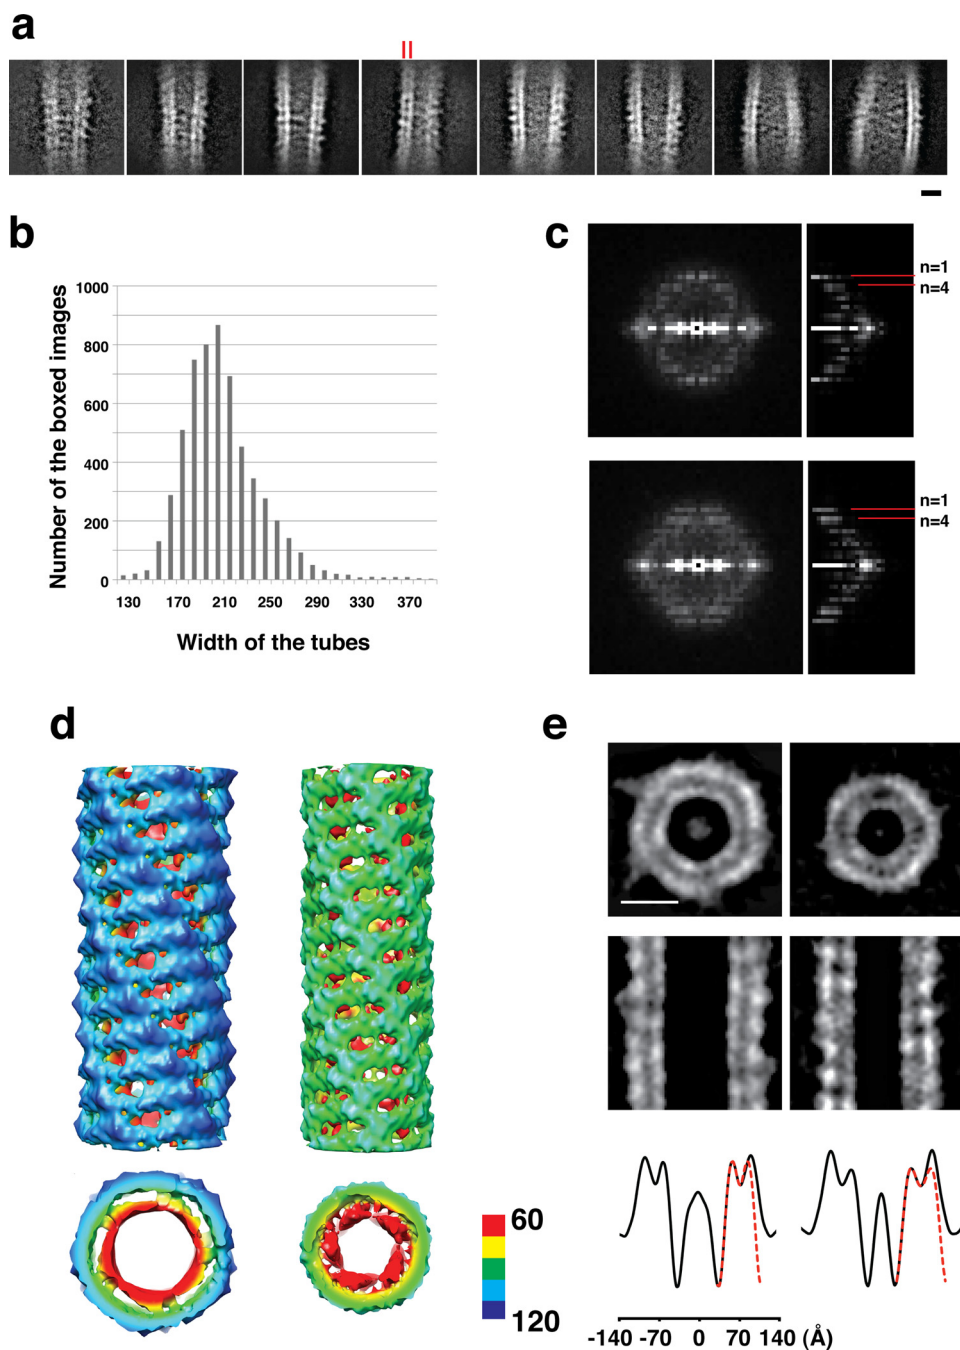 a
b
1000
800
600
400
200
0
Number of the boxed images
130 170 210 250 290 330 370
Width of the tubes
c
n=1
n=4
n=1
n=4
d
60
120
e
-140 -70 0 70 140 (Å)